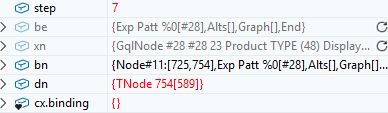 step 7
be {Exp Patt %0[#28],Alts[],Graph[],End}
xn {GqlNode #28 #28 23 Product TYPE (48) Display...
bn {Node#11:[725,754],Exp Patt %0[#28],Alts[],Graph[]...
dn {TNode 754[589]}
cx.binding {}